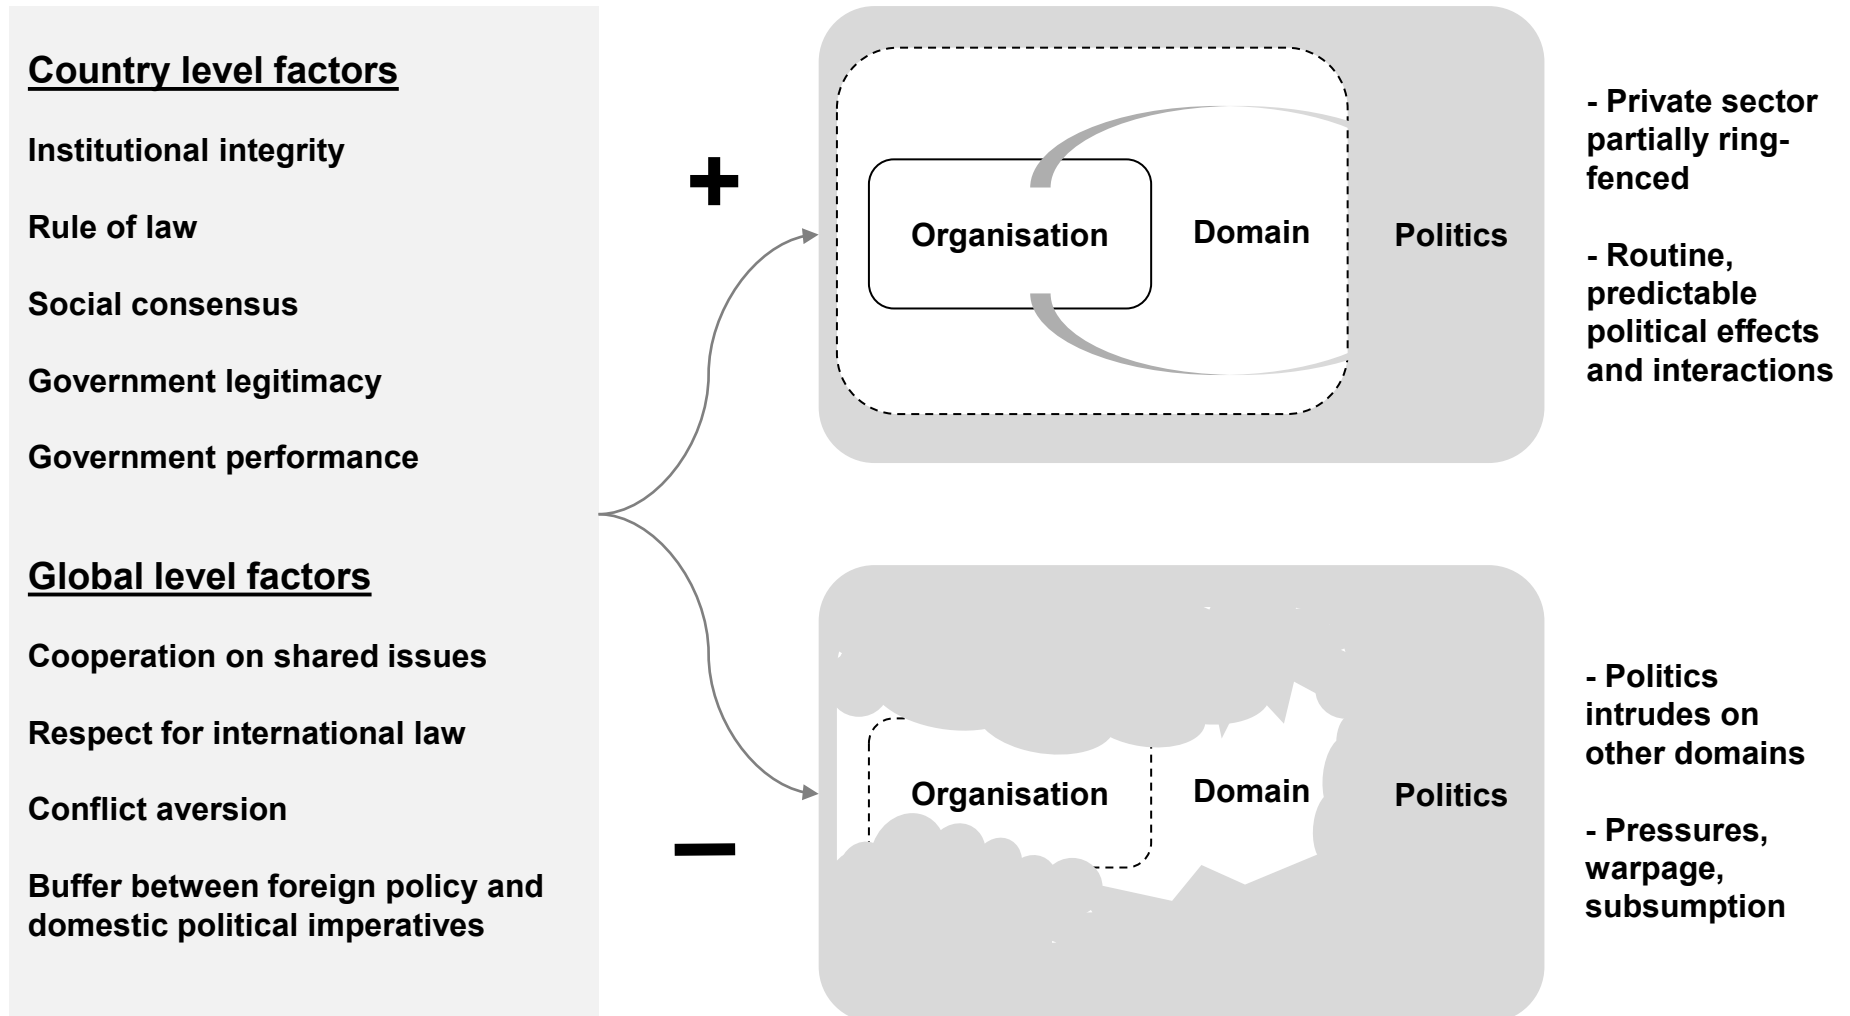 Country level factors
Institutional integrity
Rule of law
Social consensus
Government legitimacy
Government performance
Global level factors
Cooperation on shared issues
Respect for international law
Conflict aversion
Buffer between foreign policy and
domestic political imperatives
+
Organisation
Domain
Politics
- Private sector
partially ring-
fenced
- Routine,
predictable
political effects
and interactions
–
Organisation
Domain
Politics
- Politics
intrudes on
other domains
- Pressures,
warpage,
subsumption